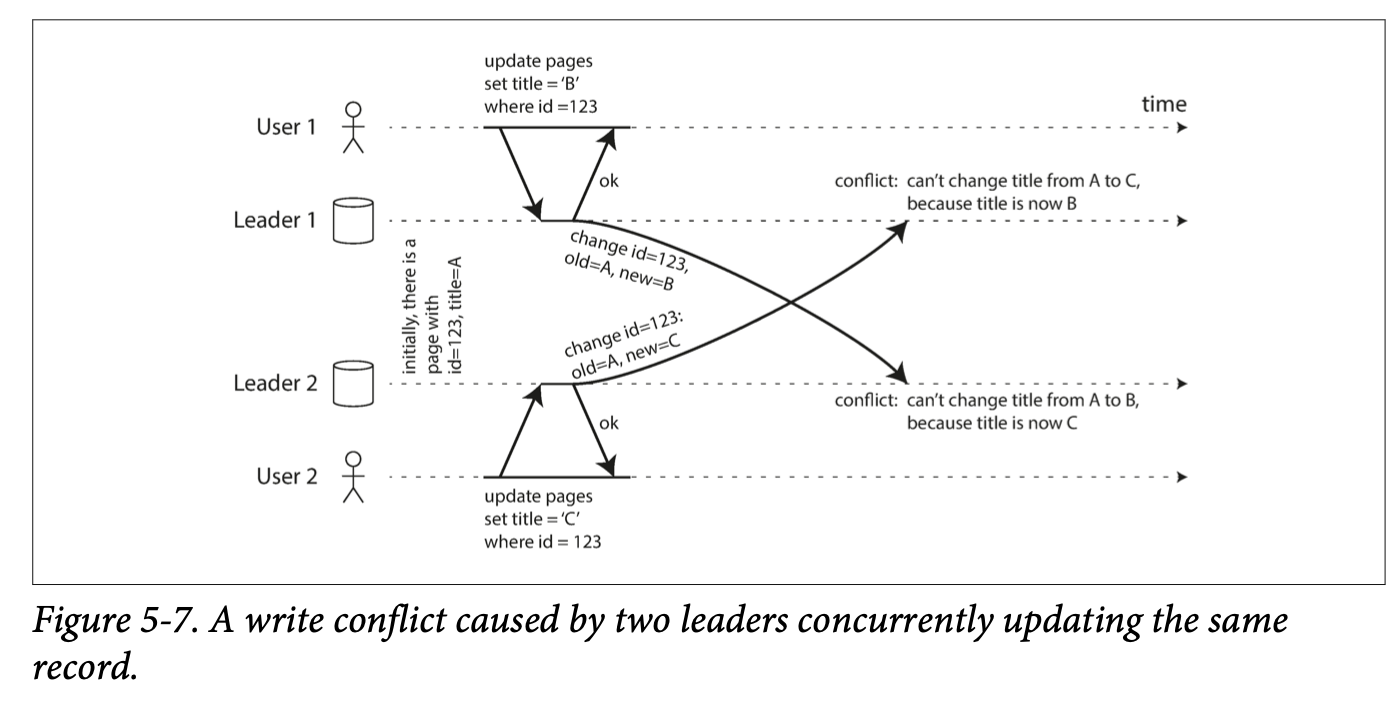 update pages
set title = ‘B’
where id =123
time
User 1
ok
conflict: can’t change title from A to C,
because title is now B
Leader 1
change id=123,
old=A, new=B
initially, there is a
page with
id=123, title=A
change id=123:
old=A, new=C
Leader 2
conflict: can’t change title from A to B,
because title is now C
ok
User 2
update pages
set title = ‘C’
where id = 123
Figure 5-7. A write conflict caused by two leaders concurrently updating the same
record.